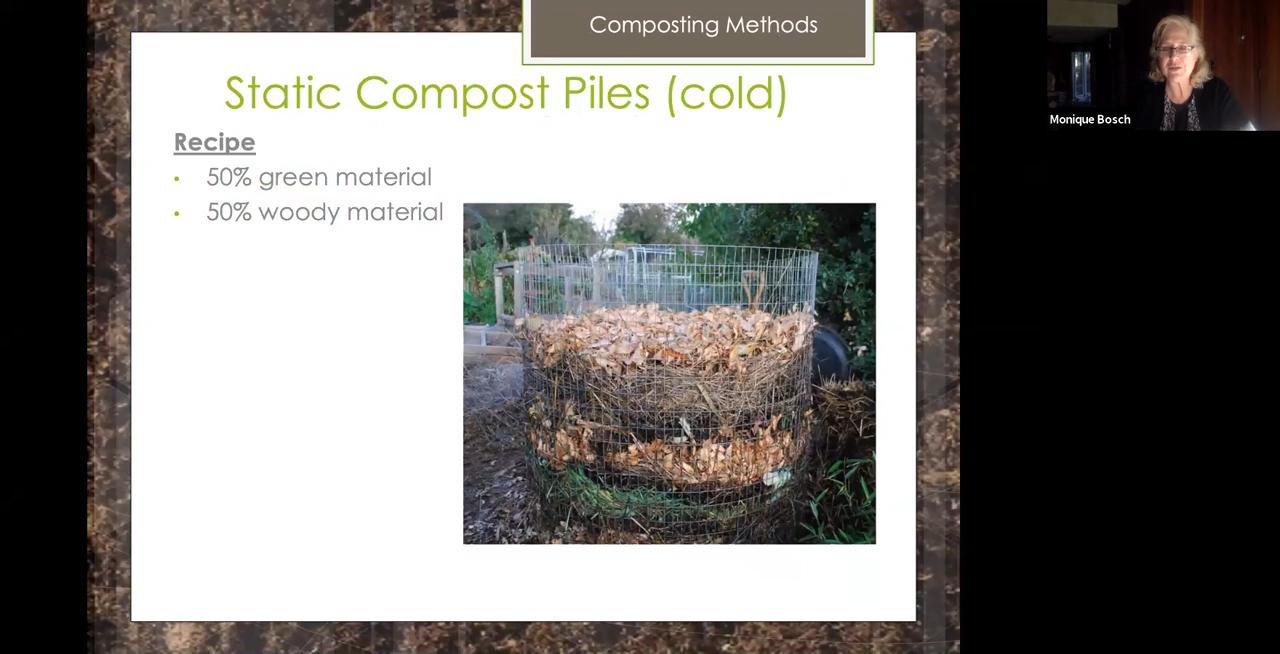 Composting Methods
Static Compost Piles (cold)
Recipe
• 50% green material
• 50% woody material
Monique Bosch